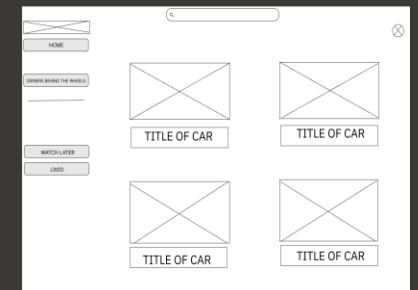 HOME
OWNERS BEHIND THE WHEELS
WATCH LATER
LIKED
TITLE OF CAR
TITLE OF CAR
TITLE OF CAR
TITLE OF CAR